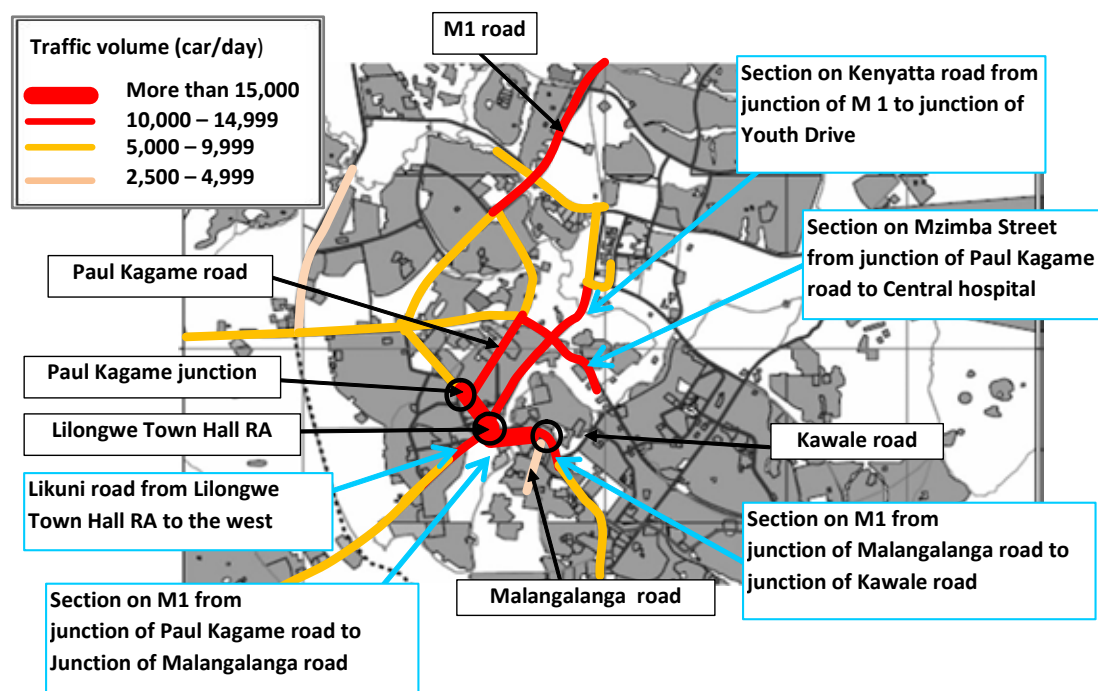 Traffic volume (car/day)
More than 15,000
10,000 – 14,999
5,000 – 9,999
2,500 – 4,999
M1 road
Section on Kenyatta road from
junction of M 1 to junction of
Youth Drive
Section on Mzimba Street
from junction of Paul Kagame
road to Central hospital
Paul Kagame road
Paul Kagame junction
Lilongwe Town Hall RA
Kawale road
Likuni road from Lilongwe
Town Hall RA to the west
Section on M1 from
junction of Malangalanga road to
junction of Kawale road
Malangalanga road
Section on M1 from
junction of Paul Kagame road to
Junction of Malangalanga road